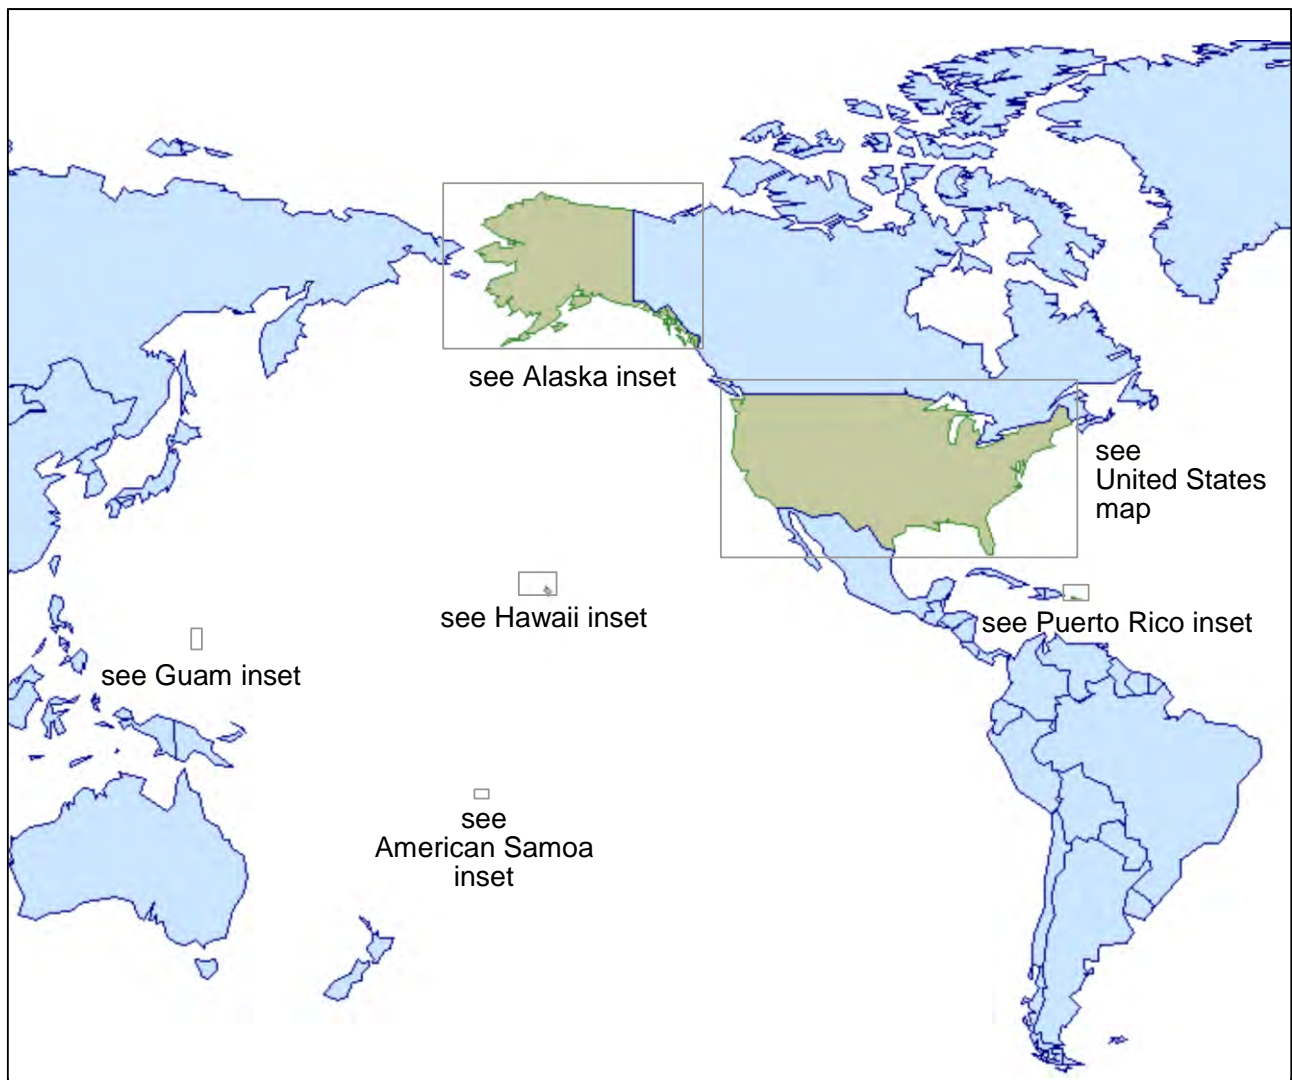 see Alaska inset
see
United States
map
see Hawaii inset
see Puerto Rico inset
see Guam inset
see
American Samoa
inset